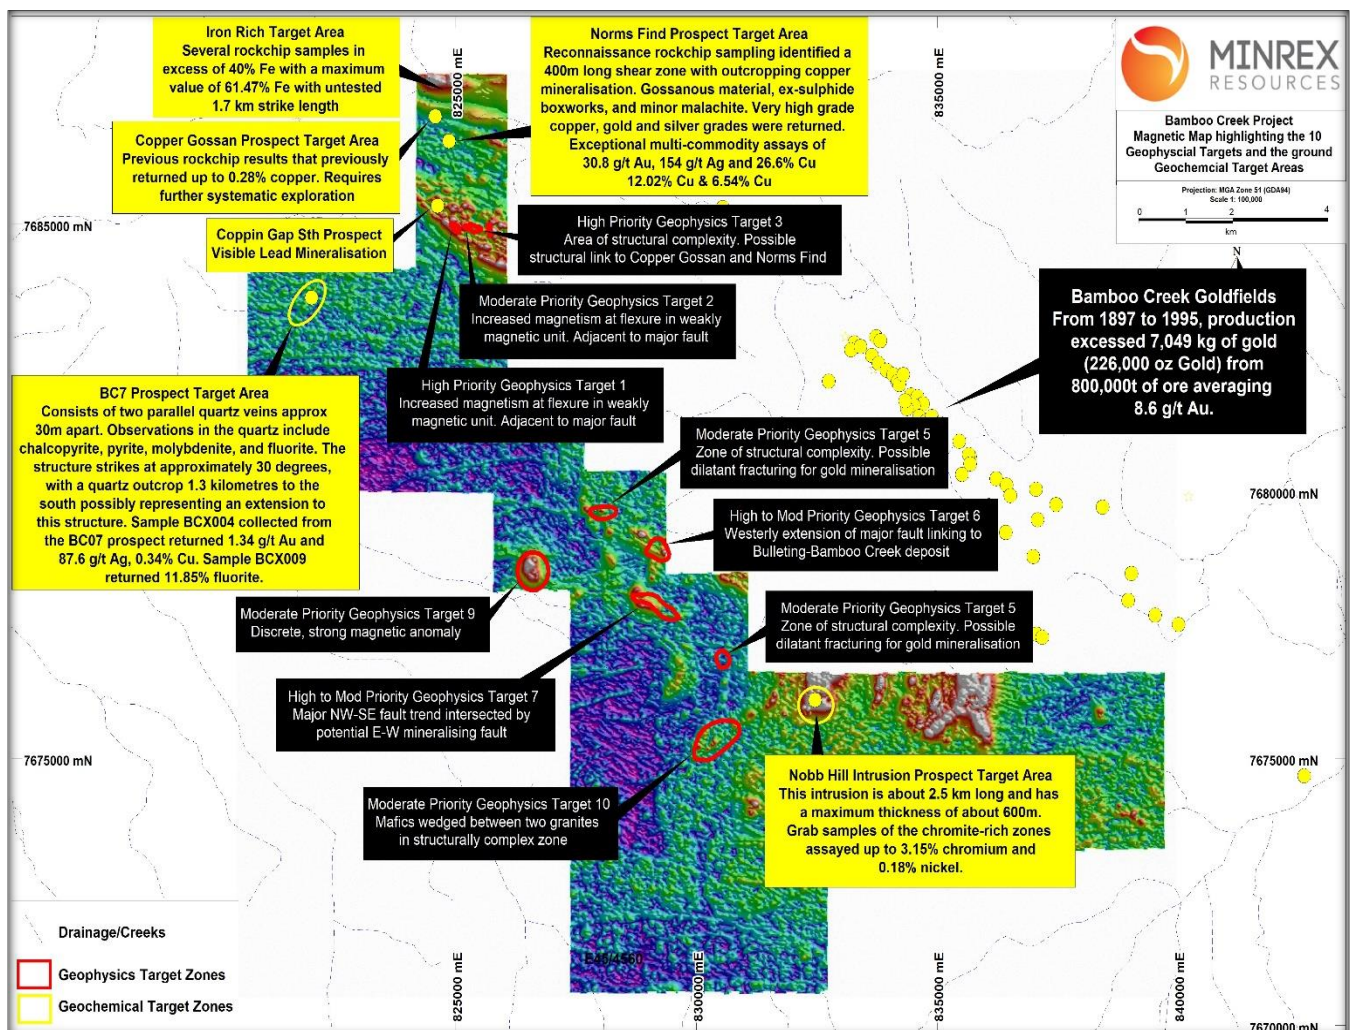 Iron Rich Target Area
Several rockchip samples in
excess of 40% Fe with a maximum
value of 61.47% Fe with untested
1.7 km strike length
Norms Find Prospect Target Area
Reconnaissance rockchip sampling identified a
400m long shear zone with outcropping copper
mineralisation. Gossanous material, ex-sulphide
boxworks, and minor malachite. Very high grade
copper, gold and silver grades were returned.
Exceptional multi-commodity assays of
30.8 g/t Au, 154 g/t Ag and 26.6% Cu
12.02% Cu & 6.54% Cu
825000 mE
835000 mE
MINREX
RESOURCES
Bamboo Creek Project
Magnetic Map highlighting the 10
Geophyscial Targets and the ground
Geochemcial Target Areas
Projection: MGA Zone 51 (GDA94)
Scale 1: 100,000
0 1 2 4
km
N
Copper Gossan Prospect Target Area
Previous rockchip results that previously
returned up to 0.28% copper. Requires
further systematic exploration
7685000 mN
7685000 mN
Coppin Gap Sth Prospect
Visible Lead Mineralisation
High Priority Geophysics Target 3
Area of structural complexity. Possible
structural link to Copper Gossan and Norms Find
Moderate Priority Geophysics Target 2
Increased magnetism at flexure in weakly
magnetic unit. Adjacent to major fault
Bamboo Creek Goldfields
From 1897 to 1995, production
excessed 7,049 kg of gold
(226,000 oz Gold) from
800,000t of ore averaging
8.6 g/t Au.
High Priority Geophysics Target 1
Increased magnetism at flexure in weakly
magnetic unit. Adjacent to major fault
BC7 Prospect Target Area
Consists of two parallel quartz veins approx
30m apart. Observations in the quartz include
chalcopyrite, pyrite, molybdenite, and fluorite. The
structure strikes at approximately 30 degrees,
with a quartz outcrop 1.3 kilometres to the
south possibly representing an extension to
this structure. Sample BCX004 collected from
the BC07 prospect returned 1.34 g/t Au and
87.6 g/t Ag, 0.34% Cu. Sample BCX009
returned 11.85% fluorite.
Moderate Priority Geophysics Target 5
Zone of structural complexity. Possible
dilatant fracturing for gold mineralisation
7680000 mN
High to Mod Priority Geophysics Target 6
Westerly extension of major fault linking to
Bulleting-Bamboo Creek deposit
Moderate Priority Geophysics Target 9
Discrete, strong magnetic anomaly
Moderate Priority Geophysics Target 5
Zone of structural complexity. Possible
dilatant fracturing for gold mineralisation
High to Mod Priority Geophysics Target 7
Major NW-SE fault trend intersected by
potential E-W mineralising fault
7675000 mN
7675000 mN
Nobb Hill Intrusion Prospect Target Area
This intrusion is about 2.5 km long and has
a maximum thickness of about 600m.
Grab samples of the chromite-rich zones
assayed up to 3.15% chromium and
0.18% nickel.
Moderate Priority Geophysics Target 10
Mafics wedged between two granites
in structurally complex zone
Drainage/Creeks
Geophysics Target Zones
Geochemical Target Zones
E45/4560
825000 mE
830000 mE
835000 mE
840000 mE
7670000 mN